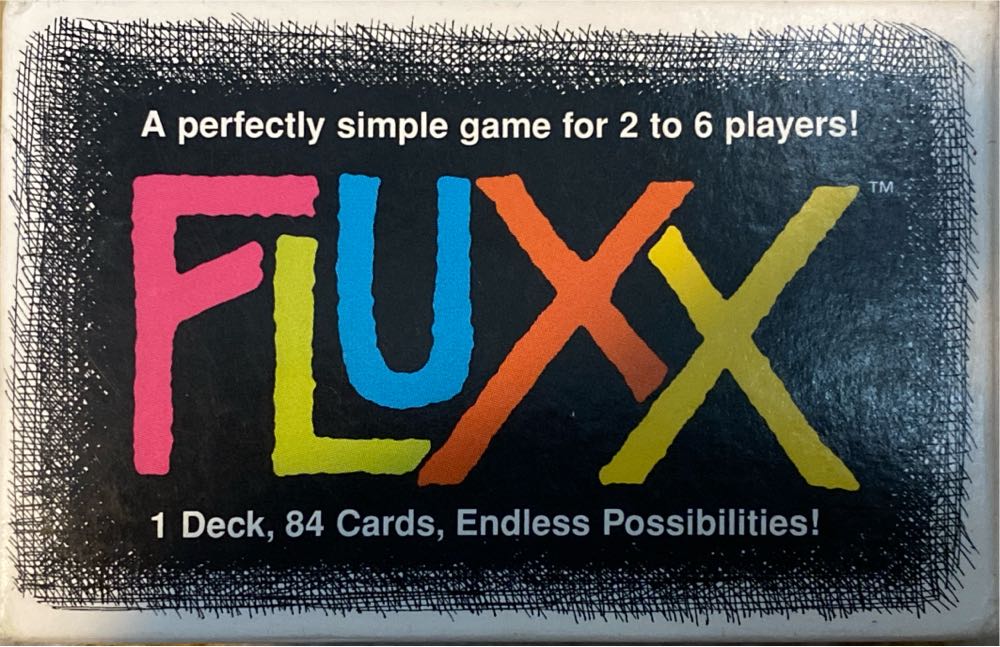 A perfectly simple game for 2 to 6 players!
FLUXX™
1 Deck, 84 Cards, Endless Possibilities!